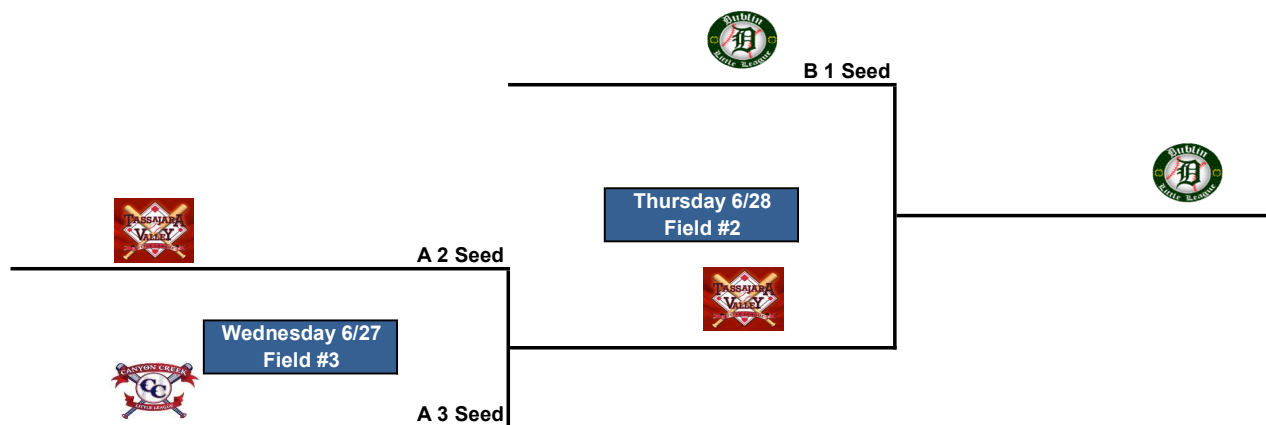 Dublin
D
Little League
B 1 Seed
Dublin
D
Little League
Thursday 6/28
Field #2
TASSAJARA
VALLEY
A 2 Seed
TASSAJARA
VALLEY
Wednesday 6/27
Field #3
CANYON CREEK
CC
LITTLE LEAGUE
A 3 Seed